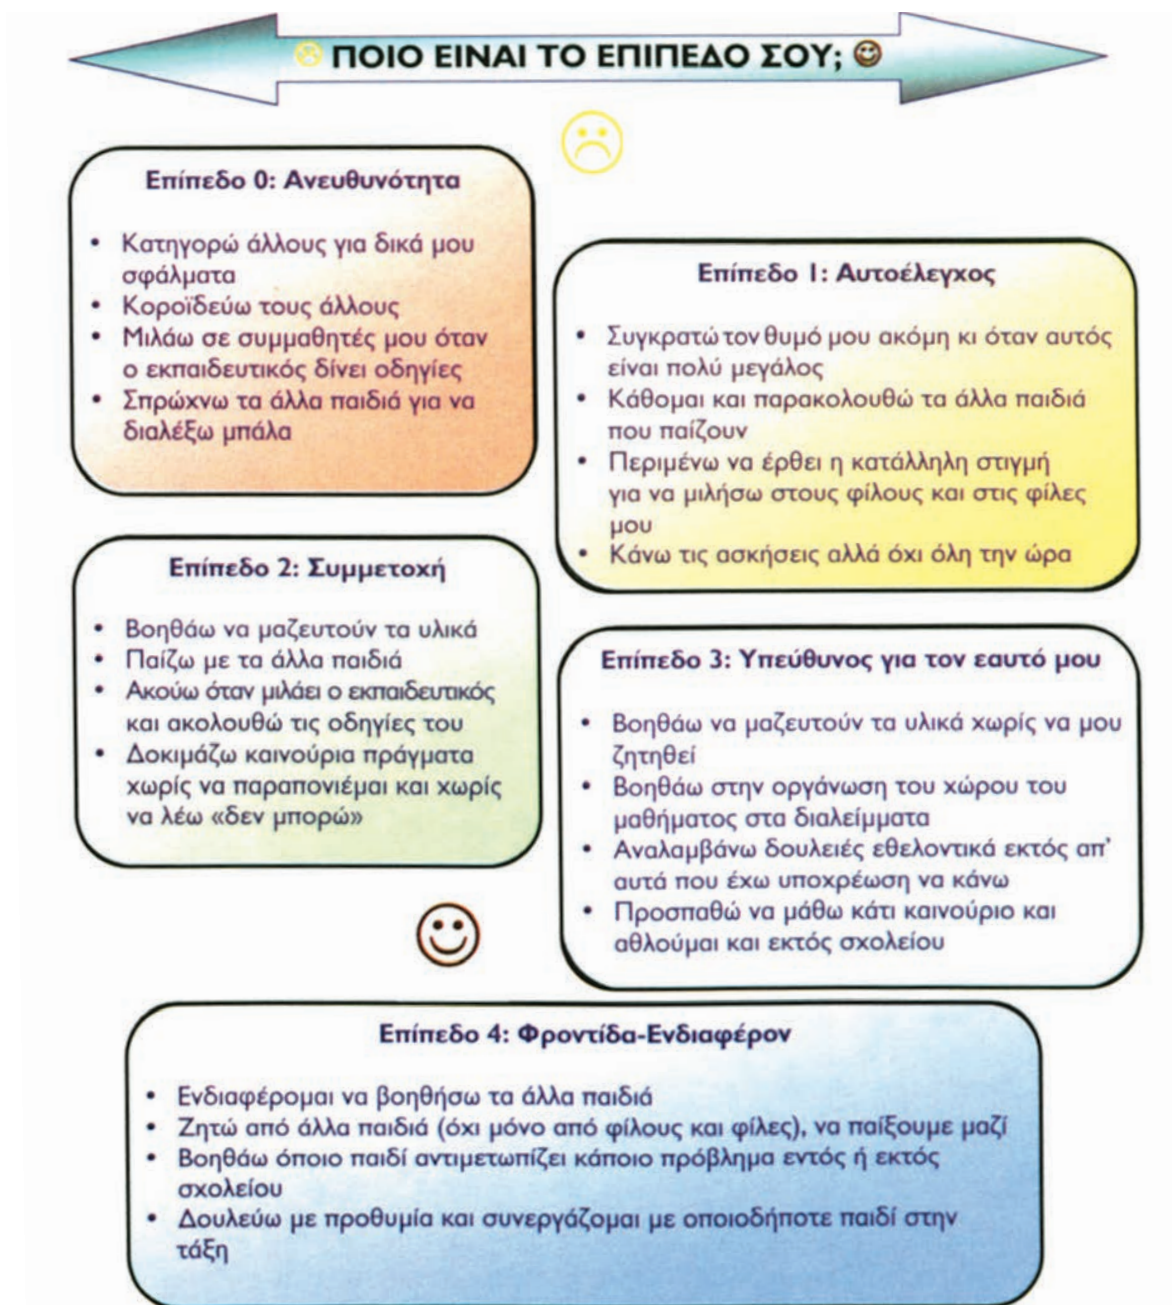 ΠΟΙΟ ΕΙΝΑΙ ΤΟ ΕΠΙΠΕΔΟ ΣΟΥ;
Επίπεδο 0: Ανευθυνότητα
• Κατηγορώ άλλους για δικά μου
σφάλματα
• Κοροϊδεύω τους άλλους
• Μιλάω σε συμμαθητές μου όταν
ο εκπαιδευτικός δίνει οδηγίες
• Σπρώχνω τα άλλα παιδιά για να
διαλέξω μπάλα
Επίπεδο 1: Αυτοέλεγχος
• Συγκρατώ τον θυμό μου ακόμη κι όταν αυτός
είναι πολύ μεγάλος
• Κάθομαι και παρακολουθώ τα άλλα παιδιά
που παίζουν
• Περιμένω να έρθει η κατάλληλη στιγμή
για να μιλήσω στους φίλους και στις φίλες
μου
• Κάνω τις ασκήσεις αλλά όχι όλη την ώρα
Επίπεδο 2: Συμμετοχή
• Βοηθάω να μαζευτούν τα υλικά
• Παίζω με τα άλλα παιδιά
• Ακούω όταν μιλάει ο εκπαιδευτικός
και ακολουθώ τις οδηγίες του
• Δοκιμάζω καινούρια πράγματα
χωρίς να παραπονιέμαι και χωρίς
να λέω «δεν μπορώ»
Επίπεδο 3: Υπεύθυνος για τον εαυτό μου
• Βοηθάω να μαζευτούν τα υλικά χωρίς να μου
ζητηθεί
• Βοηθάω στην οργάνωση του χώρου του
μαθήματος στα διαλείμματα
• Αναλαμβάνω δουλειές εθελοντικά εκτός απ'
αυτά που έχω υποχρέωση να κάνω
• Προσπαθώ να μάθω κάτι καινούριο και
αθλούμαι και εκτός σχολείου
Επίπεδο 4: Φροντίδα-Ενδιαφέρον
• Ενδιαφέρομαι να βοηθήσω τα άλλα παιδιά
• Ζητώ από άλλα παιδιά (όχι μόνο από φίλους και φίλες), να παίξουμε μαζί
• Βοηθάω όποιο παιδί αντιμετωπίζει κάποιο πρόβλημα εντός ή εκτός
σχολείου
• Δουλεύω με προθυμία και συνεργάζομαι με οποιοδήποτε παιδί στην
τάξη